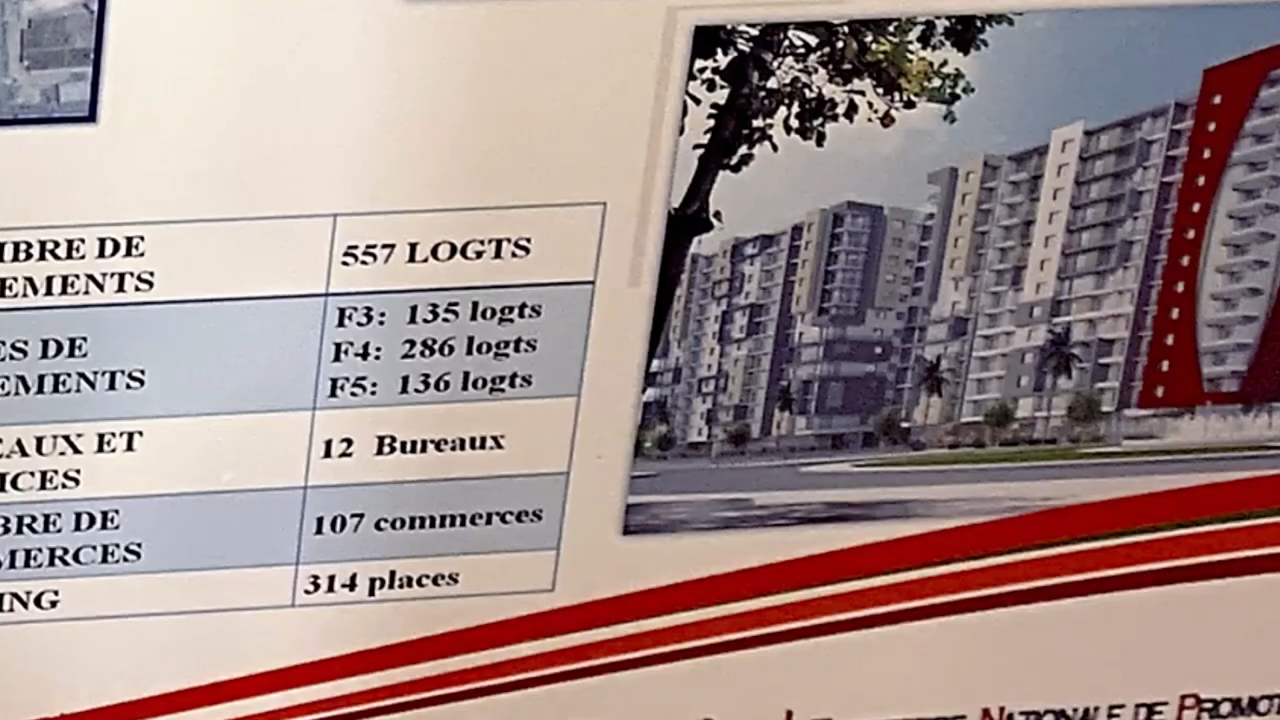 MBRE DE
EMENTS
557 LOGTS
ES DE
EMENTS
F3: 135 logts
F4: 286 logts
F5: 136 logts
EAUX ET
ICES
12 Bureaux
BRE DE
MERCES
107 commerces
ING
314 places
NATIONALE DE PROMOT